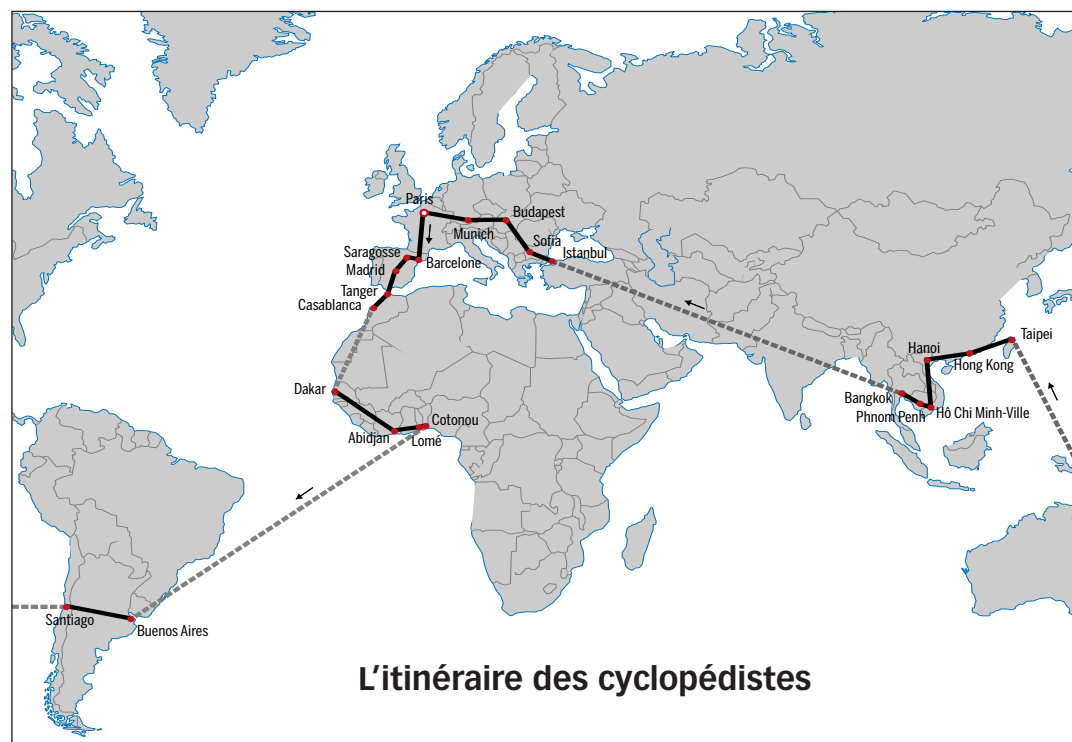 Paris
Budapest
Munich
Sofia
Istanbul
Saragosse
Barcelone
Madrid
Tanger
Casablanca
Taipei
Hanoi
Hong Kong
Dakar
Bangkok
Hô Chi Minh-Ville
Phnom Penh
Cotonou
Abidjan
Lomé
Santiago
Buenos Aires
L'itinéraire des cyclopédistes